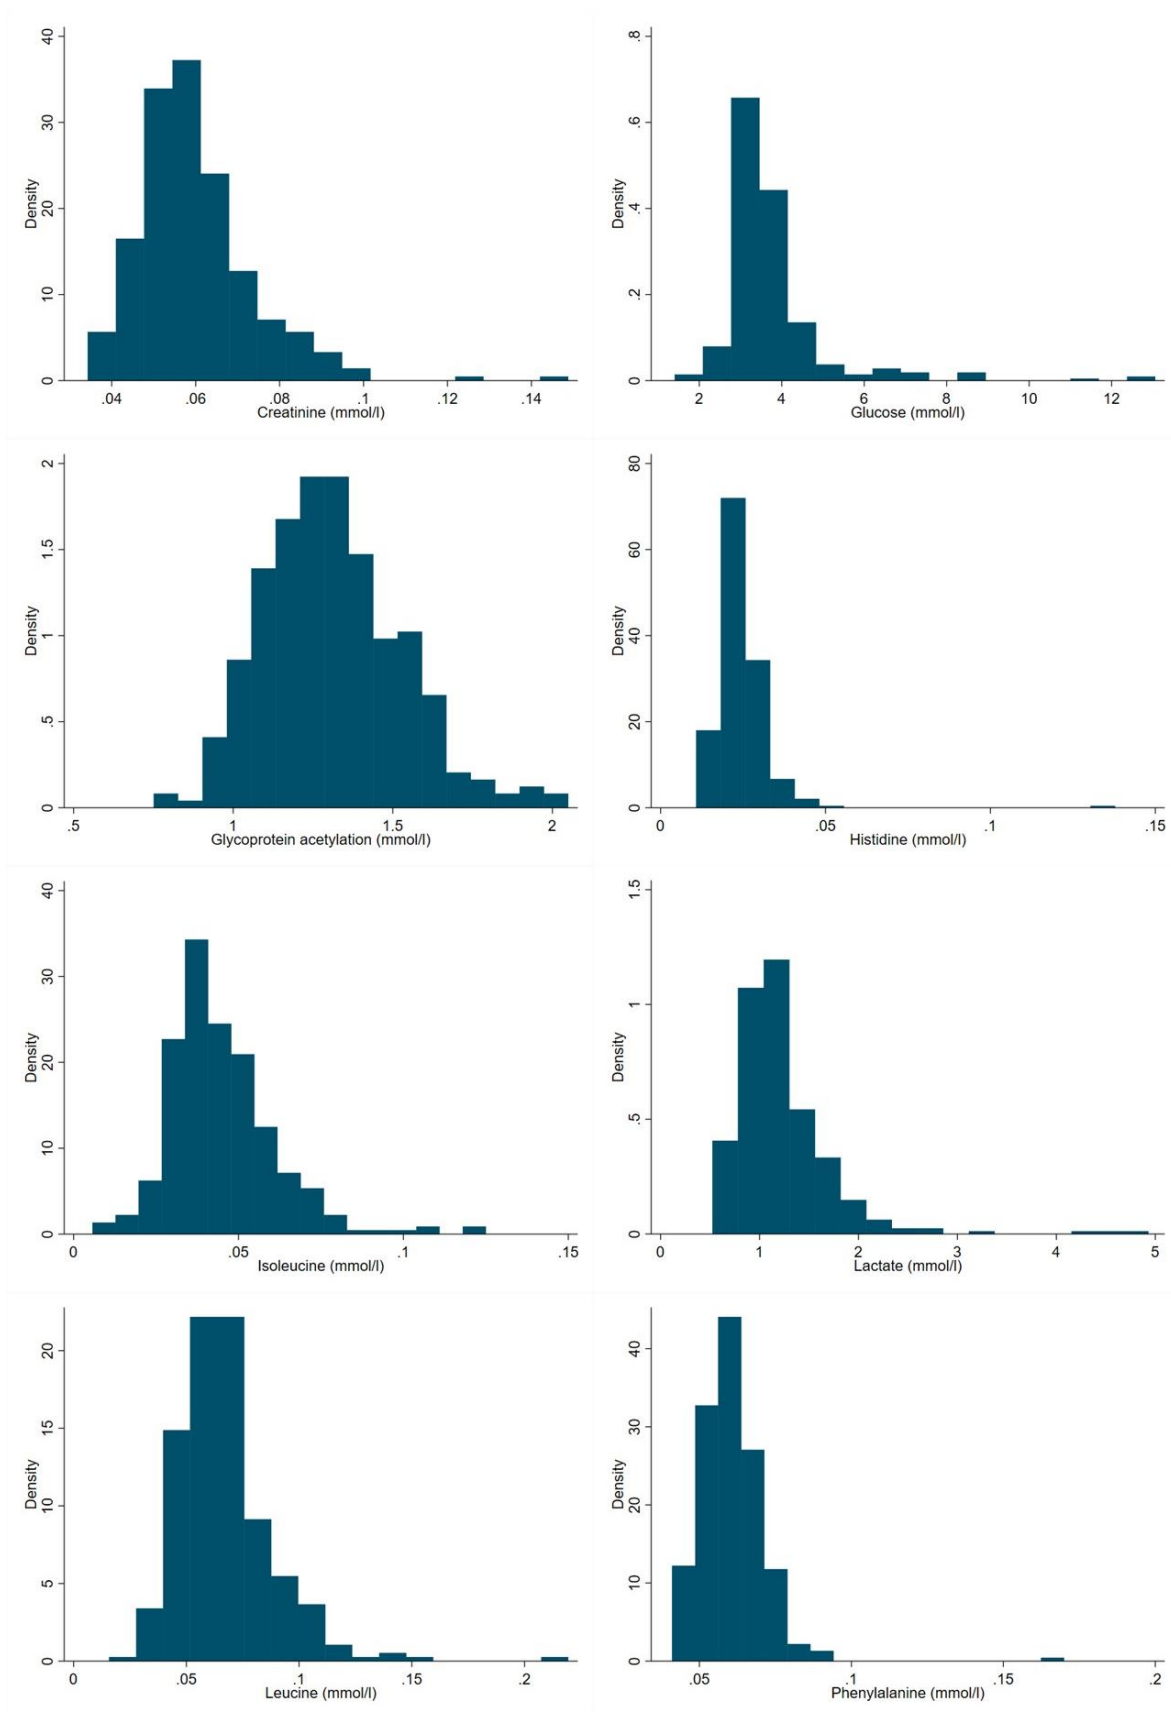 Density
0 10 20 30 40
.04 .06 .08 .1 .12 .14
Creatinine (mmol/l)
Density
0 .2 .4 .6 .8
2 4 6 8 10 12
Glucose (mmol/l)
Density
0 .5 1 1.5 2
.5 1 1.5 2
Glycoprotein acetylation (mmol/l)
Density
0 20 40 60 80
0 .05 .1 .15
Histidine (mmol/l)
Density
0 10 20 30 40
0 .05 .1 .15
Isoleucine (mmol/l)
Density
0 .5 1 1.5
0 1 2 3 4 5
Lactate (mmol/l)
Density
0 5 10 15 20
0 .05 .1 .15 .2
Leucine (mmol/l)
Density
0 10 20 30 40
.05 .1 .15 .2
Phenylalanine (mmol/l)